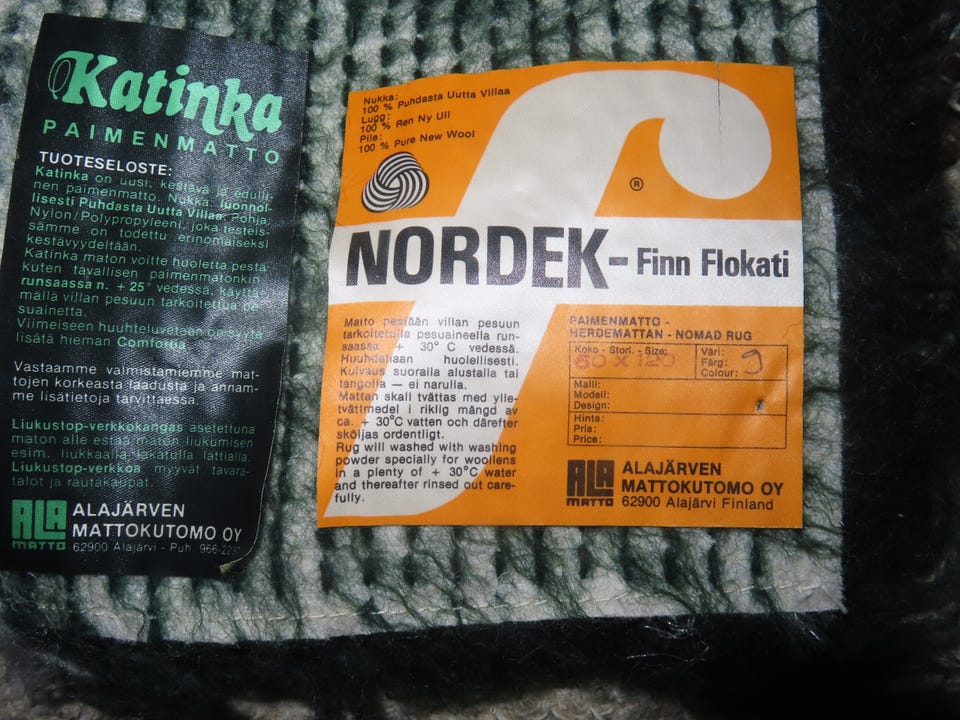 Katinka
PAIMENMATTO
TUOTESELOSTE:
Katinka on uusi, kestävä ja edulli-
nen paimenmatto. Nukka: luonnol-
lisesti Puhdasta Uutta Villaa. Pohja:
Nylon/Polypropyleeni, joka testeis-
sämme on todettu erinomaiseksi
kestävyydeltään.
Katinka maton voitte huoletta pestä
kuten tavallisen paimenmatonkin
runsaassa n. + 25° vedessä, käyttä-
mällä villan pesuun tarkoitettua pe-
suainetta.
Viimeiseen huuhteluveteen on syytä
lisätä hieman Comfortia
Vastaamme valmistamiemme mat-
tojen korkeasta laadusta ja annam-
me lisätietoja tarvittaessa.
Liukustop-verkkokangas asetettuna
maton alle estää maton liukumisen
esim. liukkaalla lakatulla lattialla.
Liukustop-verkkoa myyvät tavara-
talot ja rautakaupat.
ALA
MATTO
ALAJÄRVEN
MATTOKUTOMO OY
62900 Alajärvi - Puh. 966-
Nukka:
100 % Puhdasta Uutta Villaa
Lugg:
100 % Ren Ny Ull
Pile:
100 % Pure New Wool
®
NORDEK - Finn Flokati
Matto pestään villan pesuun
tarkoitetulla pesuaineella run-
saassa + 30° C vedessä.
Huuhdellaan huolellisesti.
Kuivaus suoralla alustalla tai
tangolla — ei narulla.
Mattan skall tvättas med ylle-
tvättmedel i riklig mängd av
ca. + 30°C vatten och därefter
sköljas ordentligt.
Rug will washed with washing
powder specially for woollens
in a plenty of + 30°C water
and thereafter rinsed out care-
fully.
PAIMENMATTO -
HERDEMATTAN - NOMAD RUG
Koko - Storl. - Size:
60 X 120
Väri:
Färg:
Colour: 9
Malli:
Modell:
Design:
Hinta:
Pris:
Price:
ALA
MATTO
ALAJÄRVEN
MATTOKUTOMO OY
62900 Alajärvi Finland